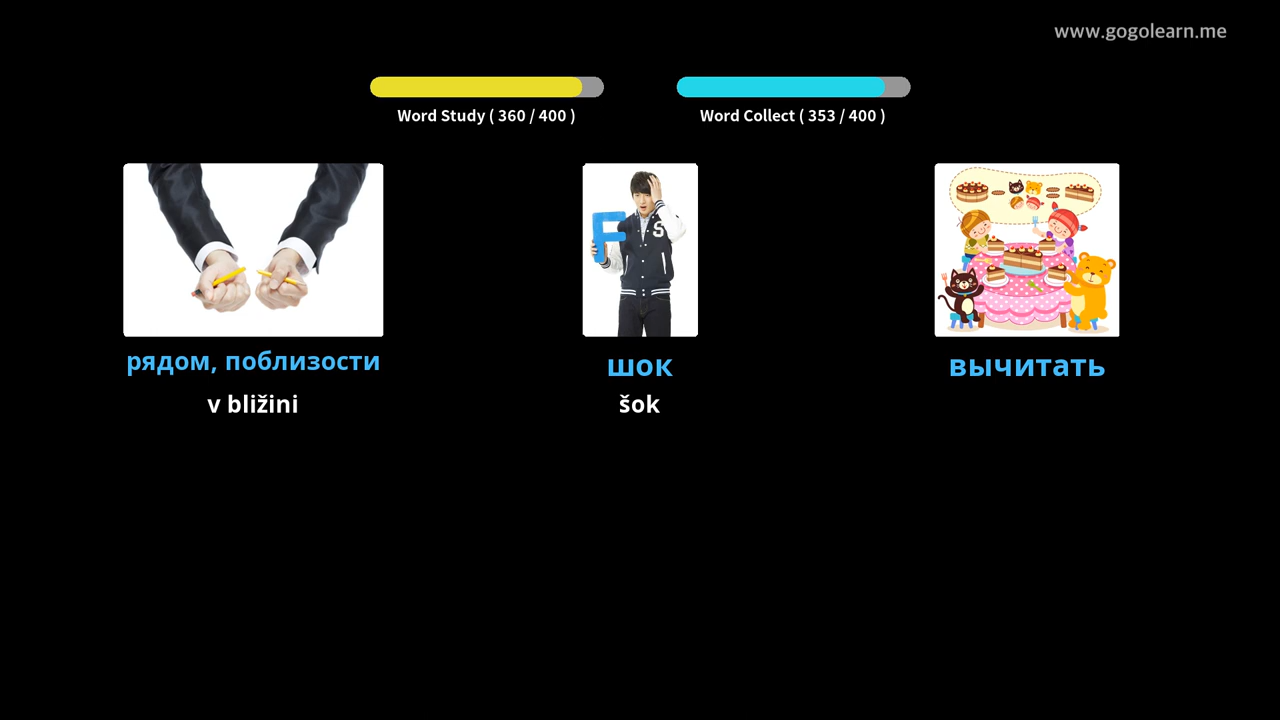 www.gogolearn.me
Word Study ( 360 / 400 )
Word Collect ( 353 / 400 )
F
S
рядом, поблизости
шок
вычитать
v bližini
šok